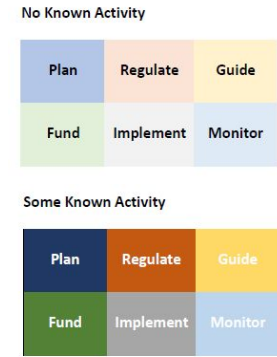 No Known Activity
Plan Regulate Guide
Fund Implement Monitor
Some Known Activity
Plan Regulate Guide
Fund Implement Monitor